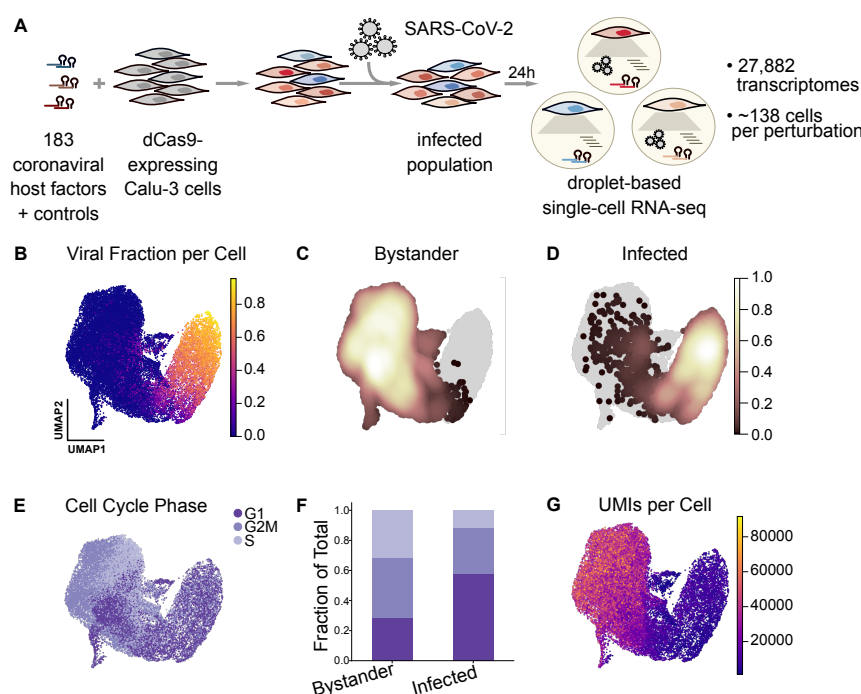 A
SARS-CoV-2
24h
• 27,882
transcriptomes
• ~138 cells
per perturbation
183
coronaviral
host factors
+ controls
dCas9-
expressing
Calu-3 cells
infected
population
droplet-based
single-cell RNA-seq
B Viral Fraction per Cell
0.8
0.6
0.4
0.2
0.0
UMAP2
UMAP1
C Bystander
D Infected
1.0
0.8
0.6
0.4
0.2
0.0
E Cell Cycle Phase
G1
G2M
S
F
Fraction of Total
1.0
0.8
0.6
0.4
0.2
0.0
Bystander
Infected
G UMIs per Cell
80000
60000
40000
20000